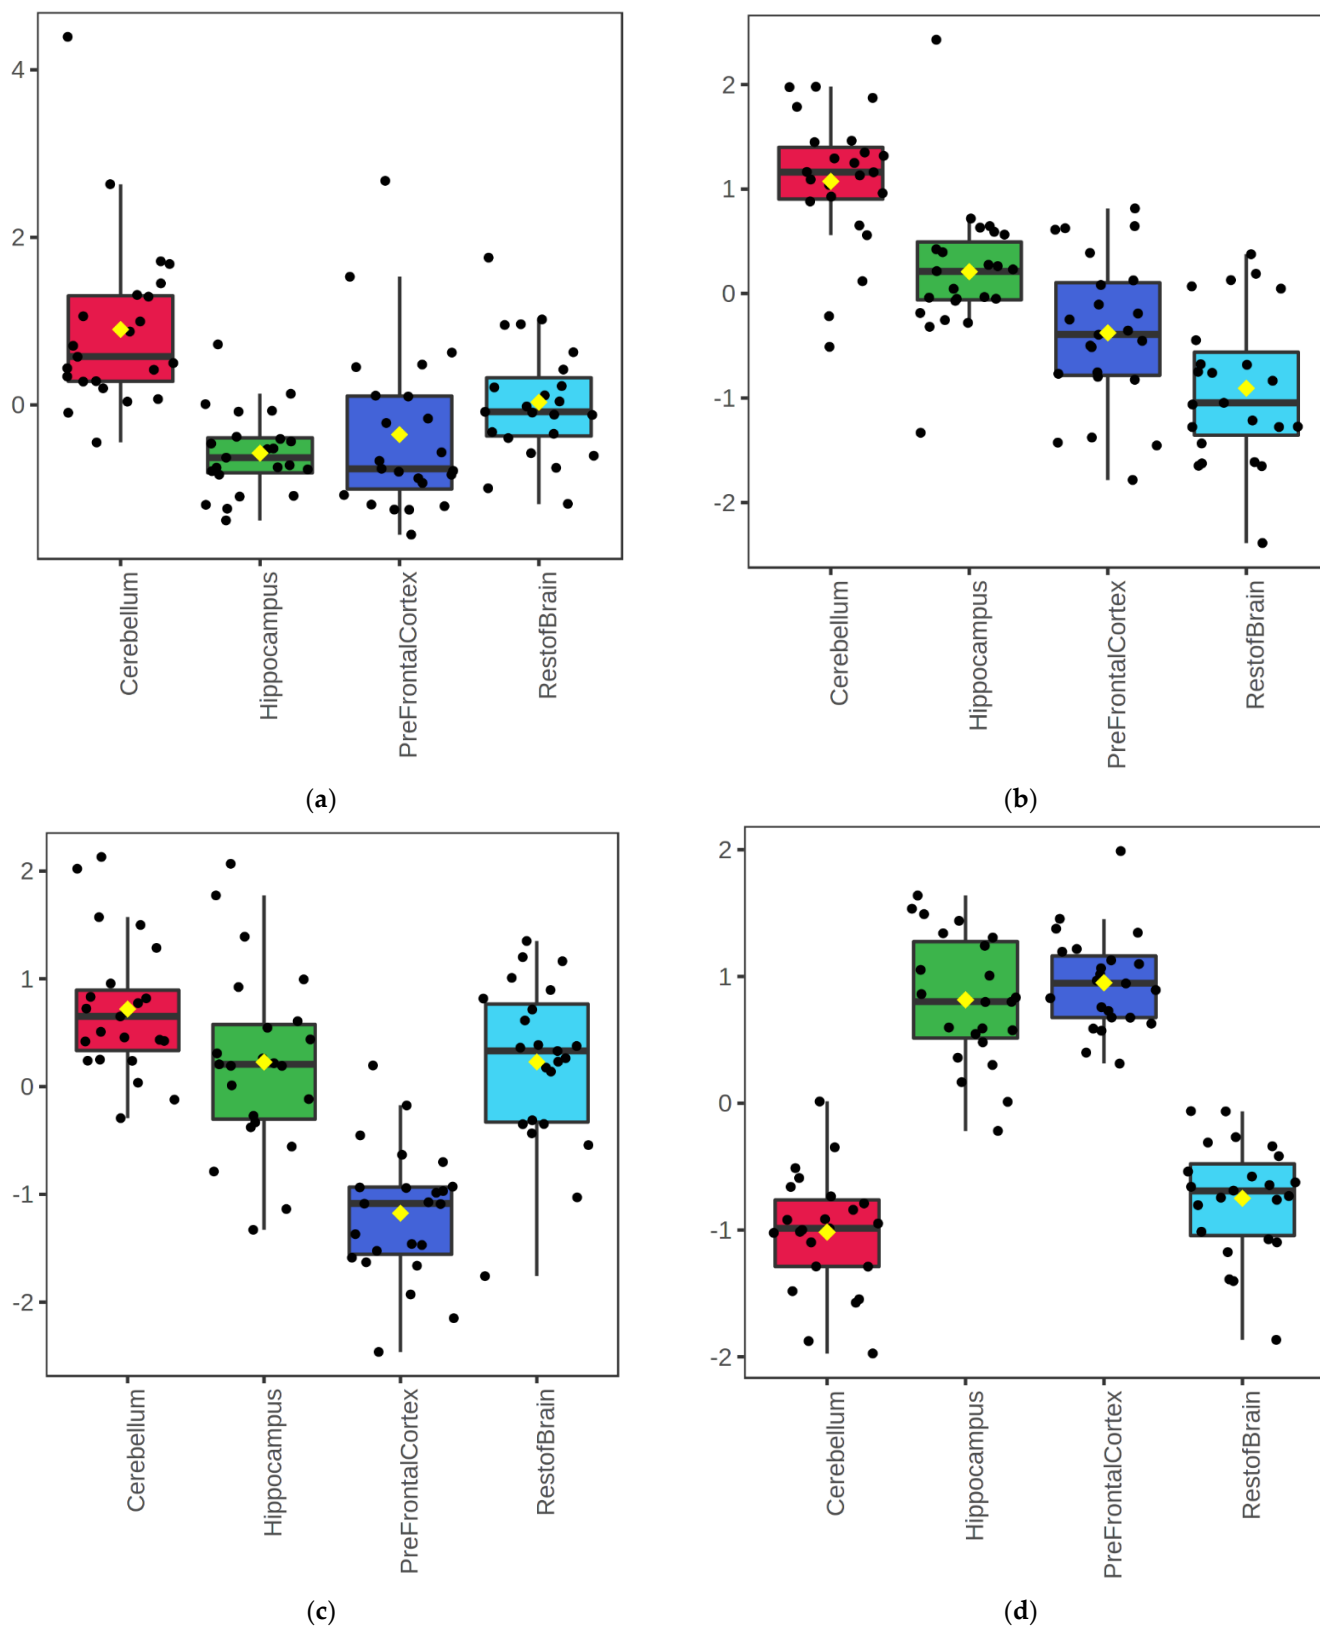 4
2
0
Cerebellum
Hippocampus
PreFrontalCortex
RestofBrain
(a)
2
1
0
-1
-2
Cerebellum
Hippocampus
PreFrontalCortex
RestofBrain
(b)
2
1
0
-1
-2
Cerebellum
Hippocampus
PreFrontalCortex
RestofBrain
(c)
2
1
0
-1
-2
Cerebellum
Hippocampus
PreFrontalCortex
RestofBrain
(d)